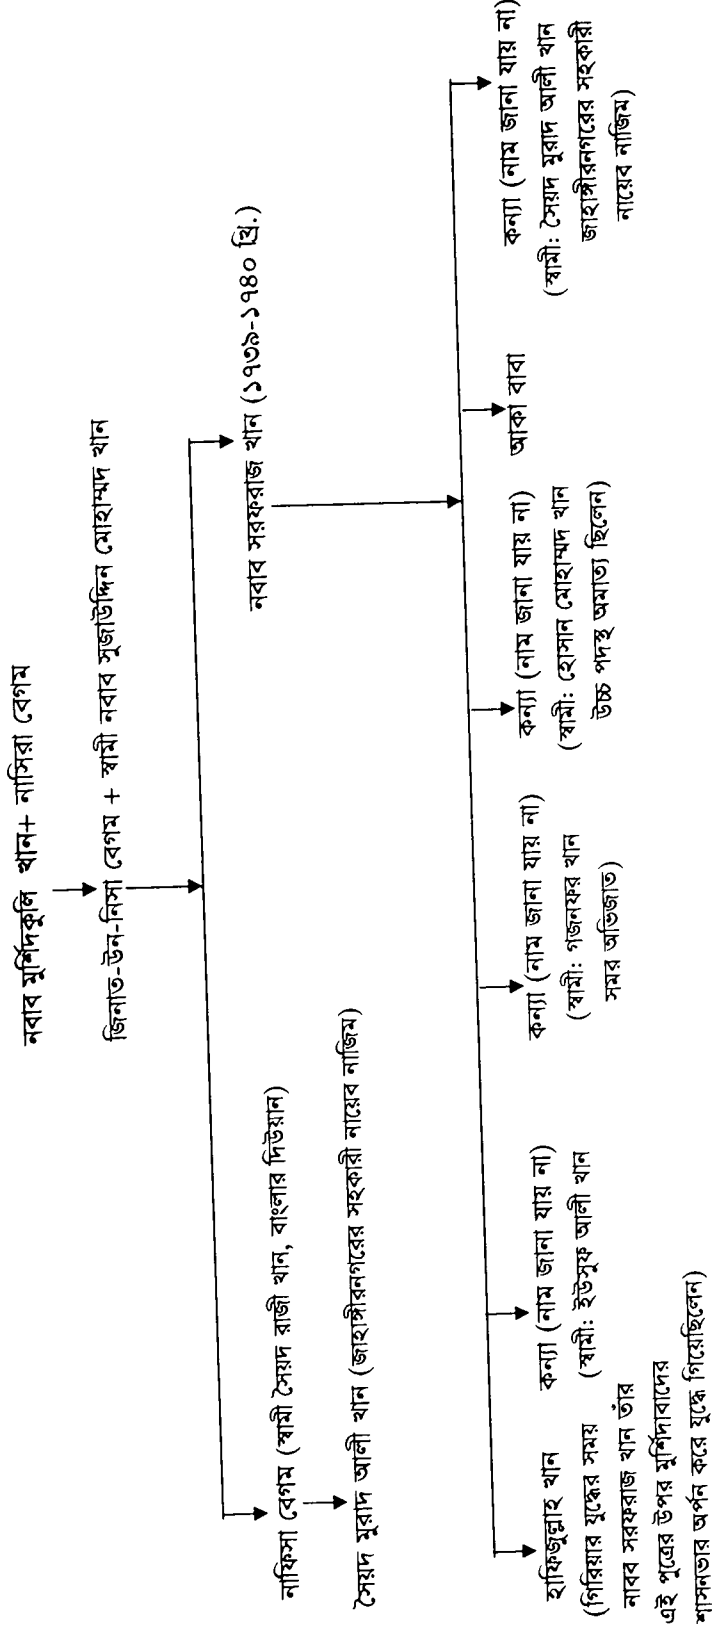 নবাব মুর্শিদকুলি খান+ নাসিরা বেগম
জিনাত-উন-নিসা বেগম + স্বামী নবাব সুজাউদ্দিন মোহাম্মদ খান
নাফিসা বেগম (স্বামী সৈয়দ রাজী খান, বাংলার দিউয়ান)
সৈয়দ মুরাদ আলী খান (জাহাঙ্গীরনগরের সহকারী নায়েব নাজিম)
নবাব সরফরাজ খান (১৭৩৯-১৭৪০ খ্রি.)
হাফিজুল্লাহ খান
(গিরিয়ার যুদ্ধের সময়
নাবব সরফরাজ খান তাঁর
এই পুত্রের উপর মুর্শিদাবাদের
শাসনভার অর্পন করে যুদ্ধে গিয়েছিলেন)
কন্যা (নাম জানা যায় না)
(স্বামী: ইউসুফ আলী খান
কন্যা (নাম জানা যায় না)
(স্বামী: গজনফর খান
সমর অভিজাত)
কন্যা (নাম জানা যায় না)
(স্বামী: হোসান মোহাম্মদ খান
উচ্চ পদস্থ অমাত্য ছিলেন)
আকা বাবা
কন্যা (নাম জানা যায় না)
(স্বামী: সৈয়দ মুরাদ আলী খান
জাহাঙ্গীরনগরের সহকারী
নায়েব নাজিম)